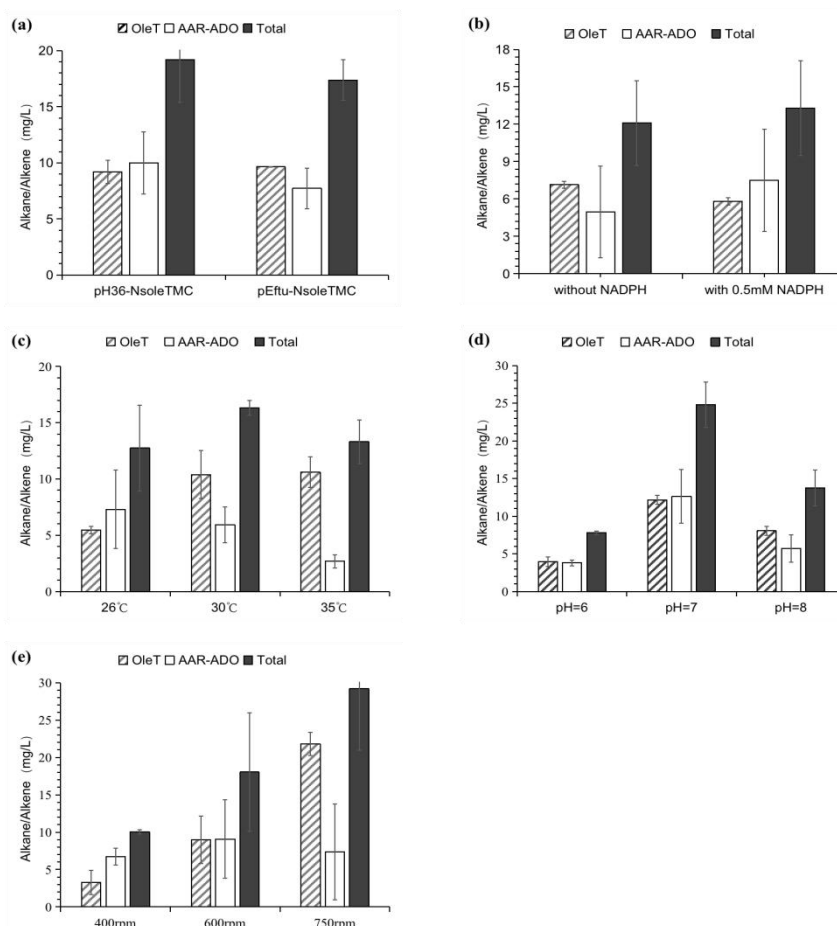 (a)
OleT AAR-ADO Total
Alkane/Alkene (mg/L)
20
15
10
5
0
pH36-NsoleTMC pEftu-NsoleTMC
(b)
OleT AAR-ADO Total
Alkane/Alkene (mg/L)
18
15
12
9
6
3
0
without NADPH with 0.5mM NADPH
(c)
OleT AAR-ADO Total
Alkane/Alkene (mg/L)
20
15
10
5
0
26℃ 30℃ 35℃
(d)
OleT AAR-ADO Total
Alkane/Alkene (mg/L)
30
25
20
15
10
5
0
pH=6 pH=7 pH=8
(e)
OleT AAR-ADO Total
Alkane/Alkene (mg/L)
30
25
20
15
10
5
0
400rpm 600rpm 750rpm